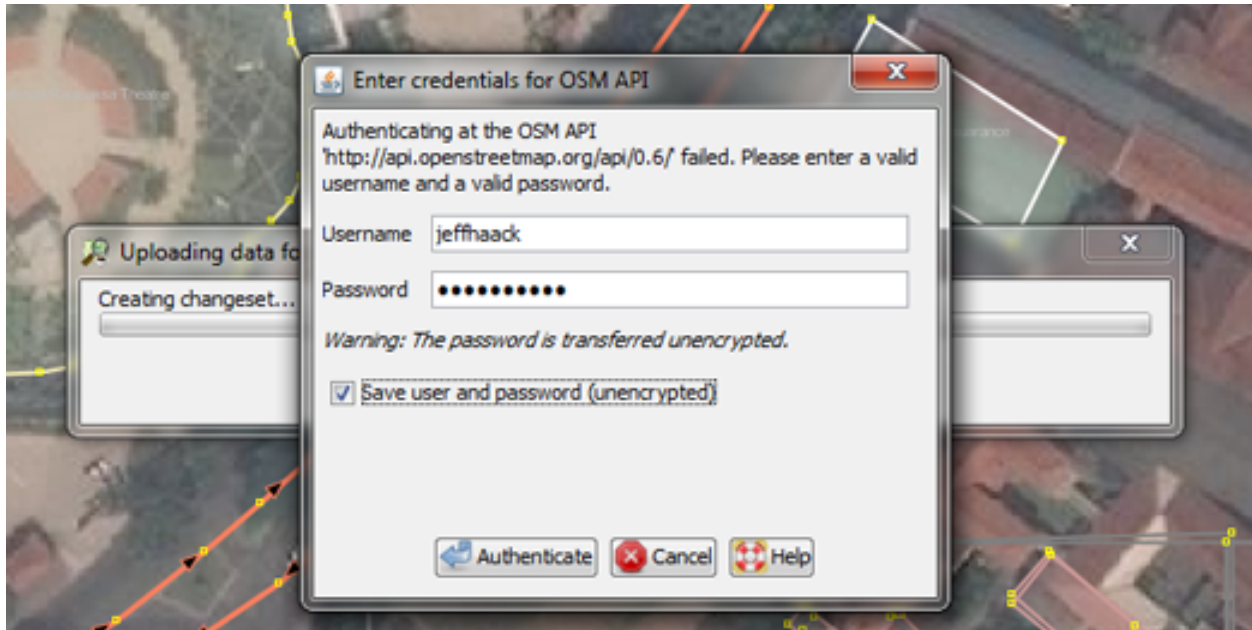 Enter credentials for OSM API
Authenticating at the OSM API
'http://api.openstreetmap.org/api/0.6/' failed. Please enter a valid
username and a valid password.
Username jeffhaack
Uploading data fo
Password ●●●●●●●●●●
Creating changeset...
Warning: The password is transferred unencrypted.
Save user and password (unencrypted)
Authenticate Cancel Help